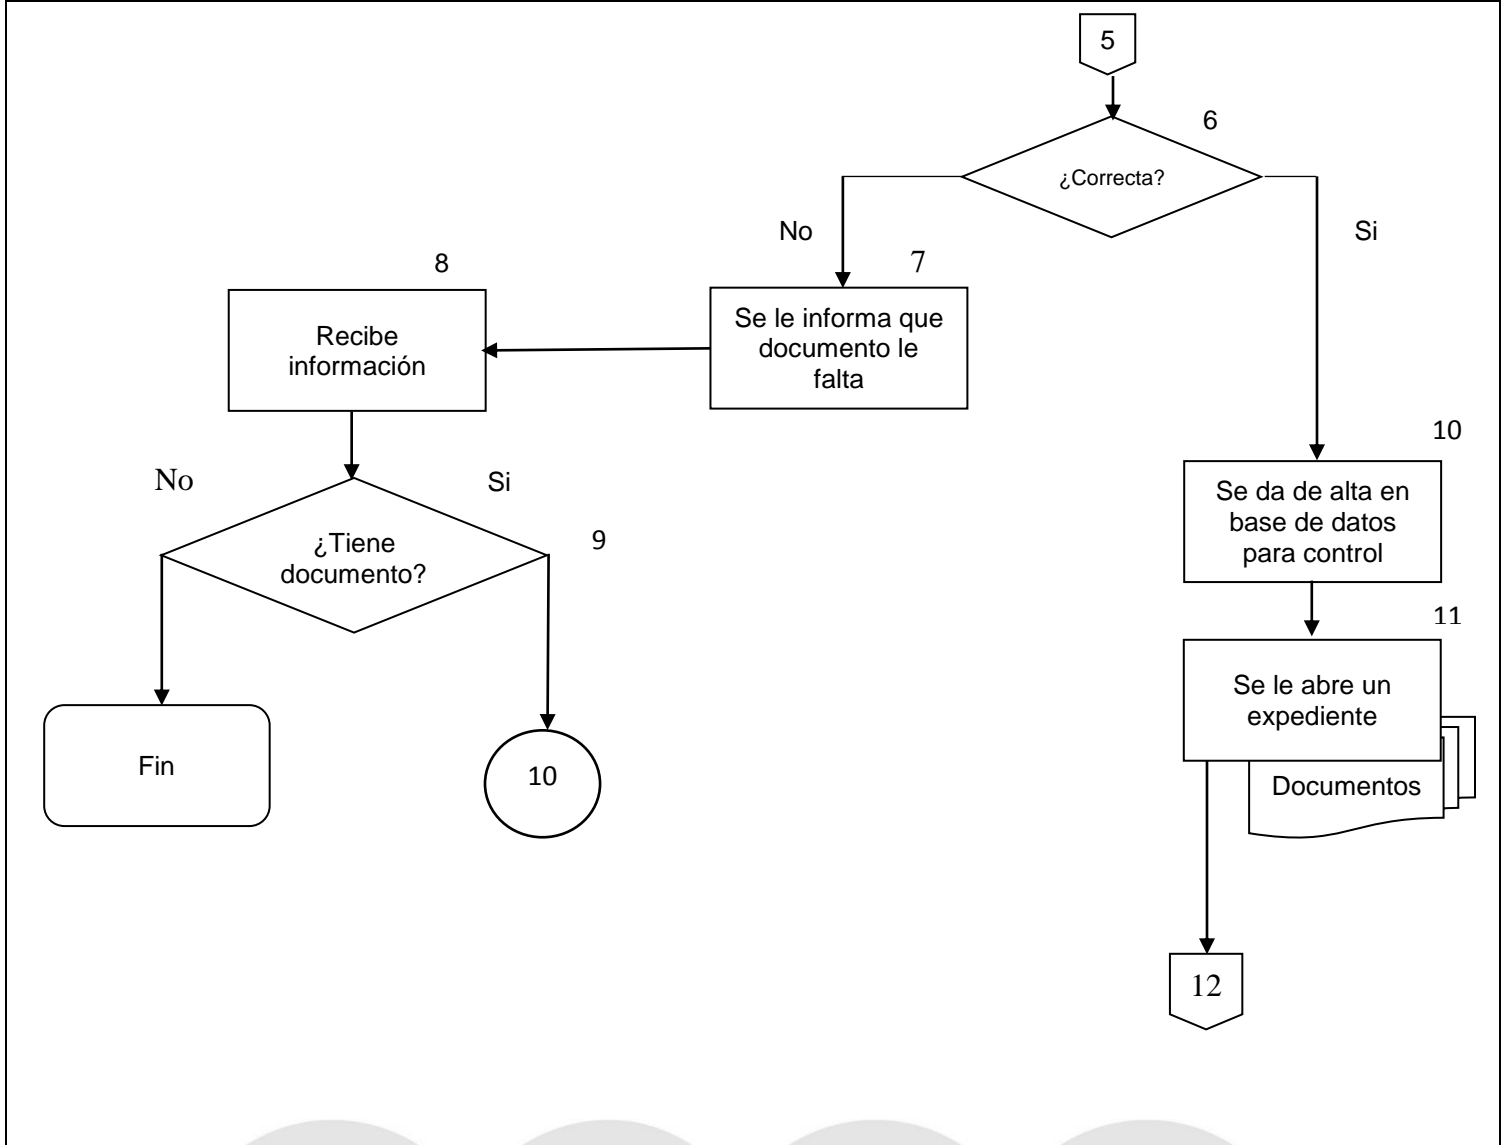 5
6
¿Correcta?
No
Si
8
7
Recibe
información
Se le informa que
documento le
falta
10
No
Si
Se da de alta en
base de datos
para control
¿Tiene
documento?
9
11
Se le abre un
expediente
Fin
10
Documentos
12